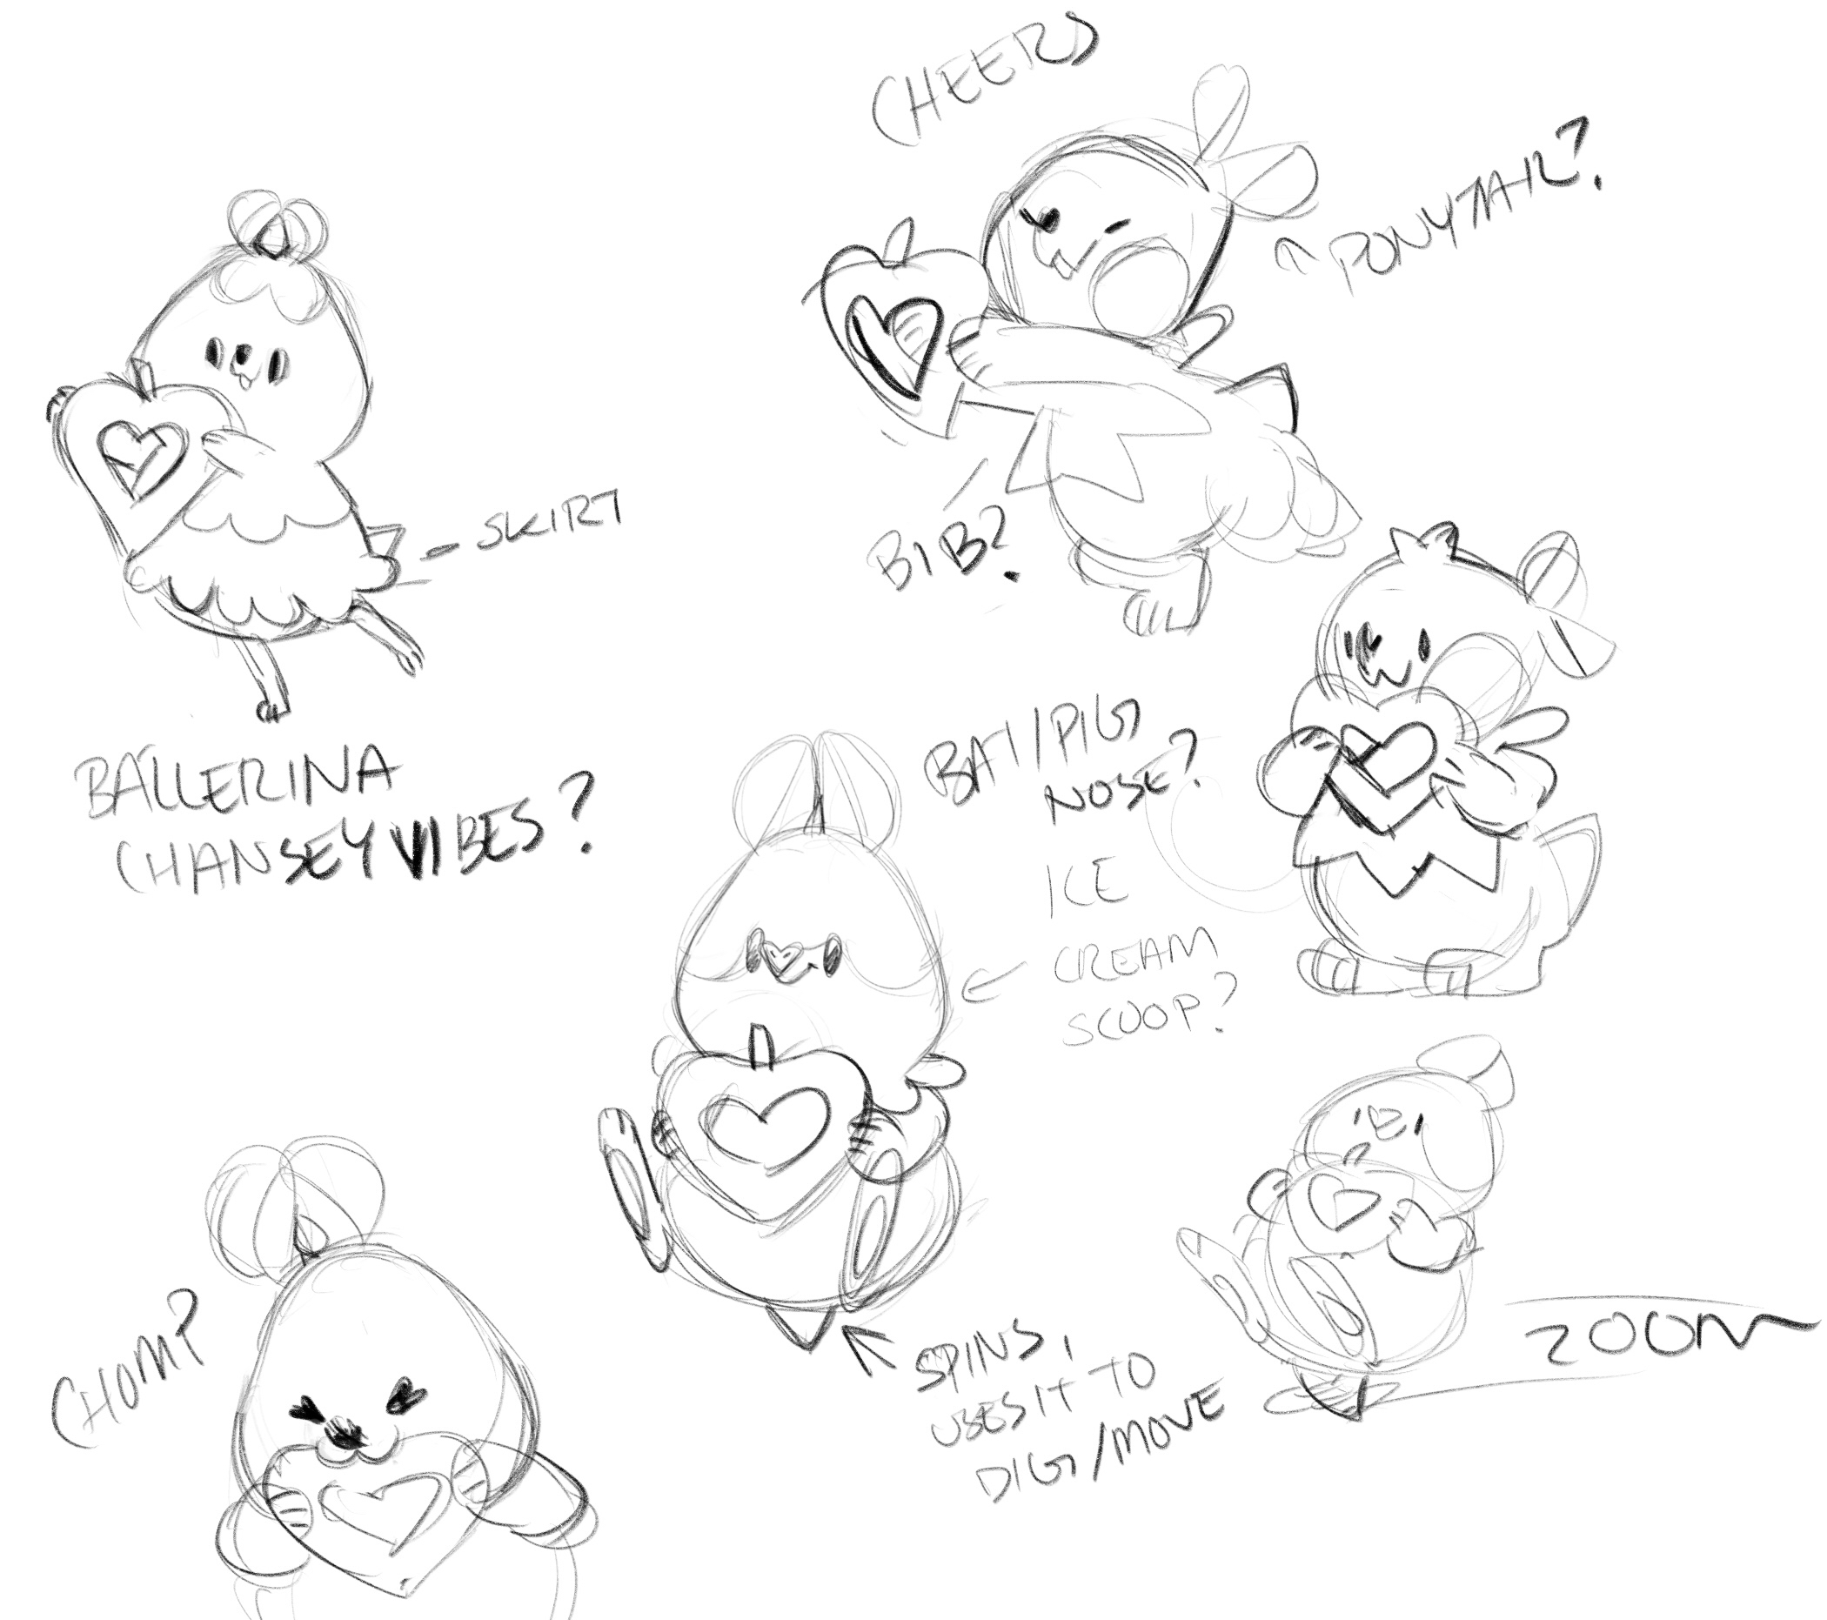 CHEERS
PONYTAIL?
SKIRT
BIB?
BALLERINA
CHANSEY VIBES?
BAT/PIG
NOSE?
ICE
CREAM
SCOOP?
CHOMP
SPINS,
USES IT TO
DIG/MOVE
ZOOM